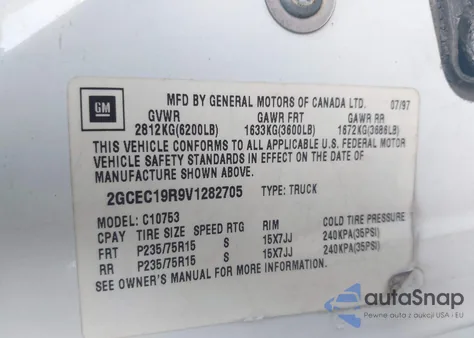 GM
MFD BY GENERAL MOTORS OF CANADA LTD. 07/97
GVWR GAWR FRT GAWR RR
2812KG(6200LB) 1633KG(3600LB) 1672KG(3686LB)
THIS VEHICLE CONFORMS TO ALL APPLICABLE U.S. FEDERAL MOTOR
VEHICLE SAFETY STANDARDS IN EFFECT ON THE DATE OF
MANUFACTURE SHOWN ABOVE.
2GCEC19R9V1282705 TYPE: TRUCK
MODEL: C10753
CPAY TIRE SIZE SPEED RTG RIM COLD TIRE PRESSURE
FRT P235/75R15 S 15X7JJ 240KPA(35PSI)
RR P235/75R15 S 15X7JJ 240KPA(35PSI)
SEE OWNER'S MANUAL FOR MORE INFORMATION.
autoSnap
Pewne auta z aukcji USA i EU